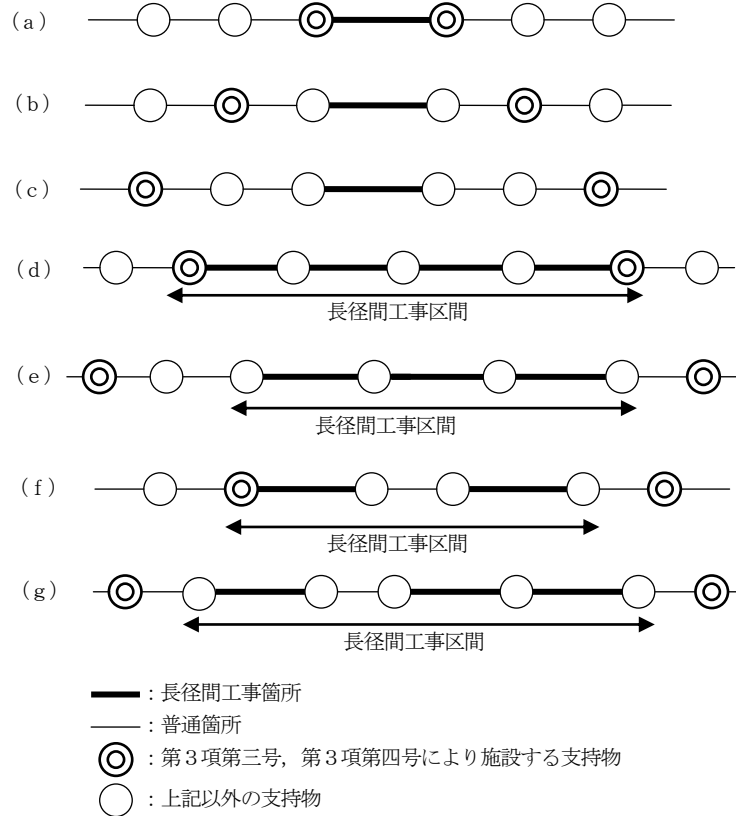 (a)
(b)
(c)
(d)
長径間工事区間
(e)
長径間工事区間
(f)
長径間工事区間
(g)
長径間工事区間
：長径間工事箇所
：普通箇所
：第３項第三号，第３項第四号により施設する支持物
：上記以外の支持物